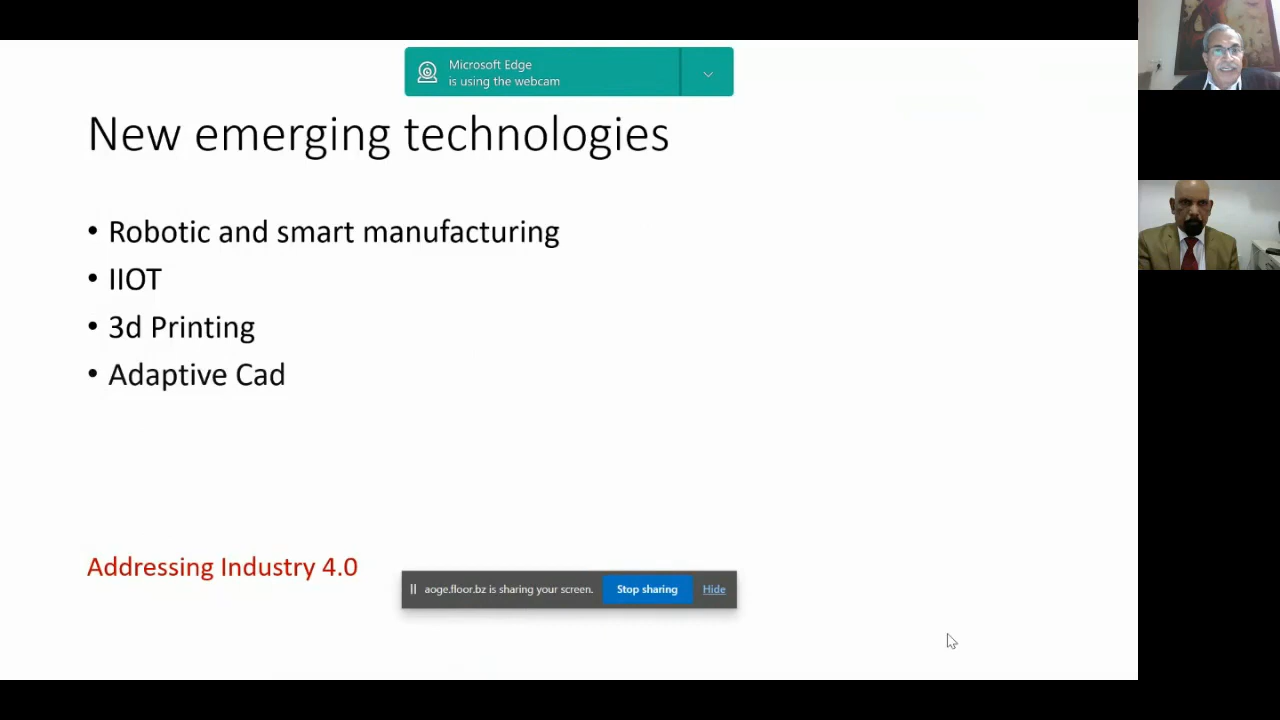 Microsoft Edge
is using the webcam
New emerging technologies
• Robotic and smart manufacturing
• IIOT
• 3d Printing
• Adaptive Cad
Addressing Industry 4.0
aoge.floor.bz is sharing your screen. Stop sharing Hide